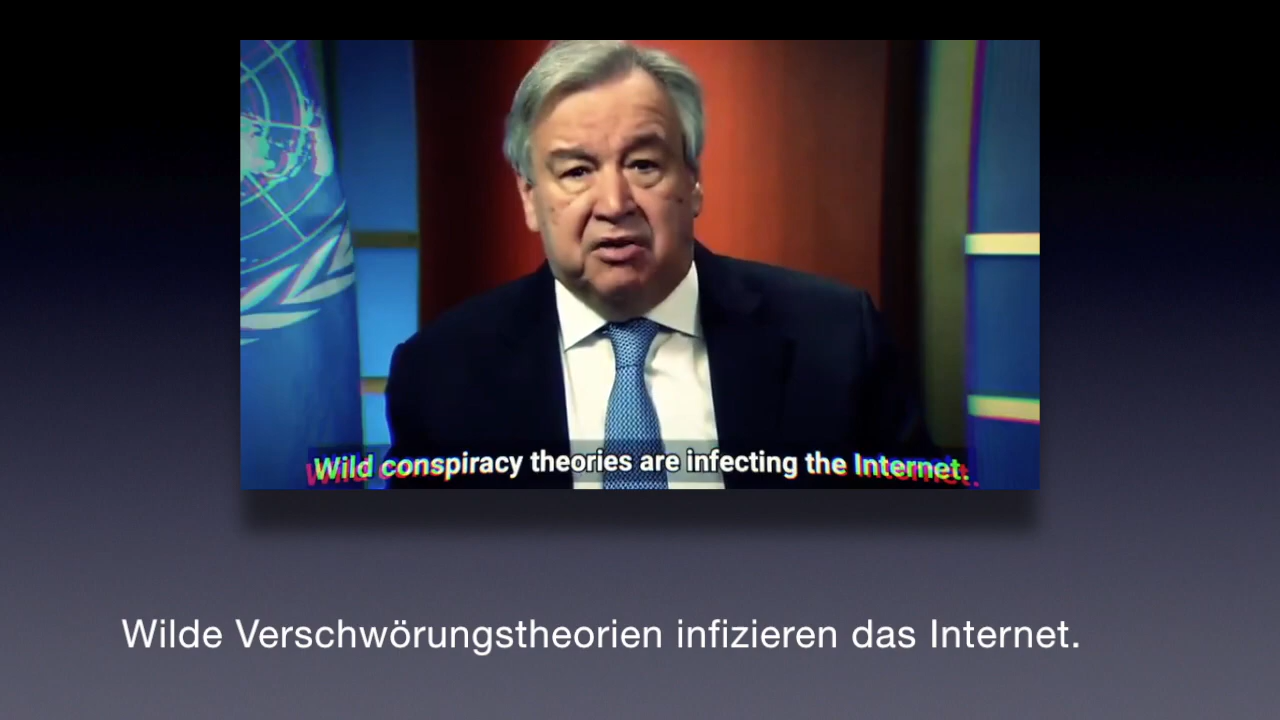 Wild conspiracy theories are infecting the Internet.
Wilde Verschwörungstheorien infizieren das Internet.